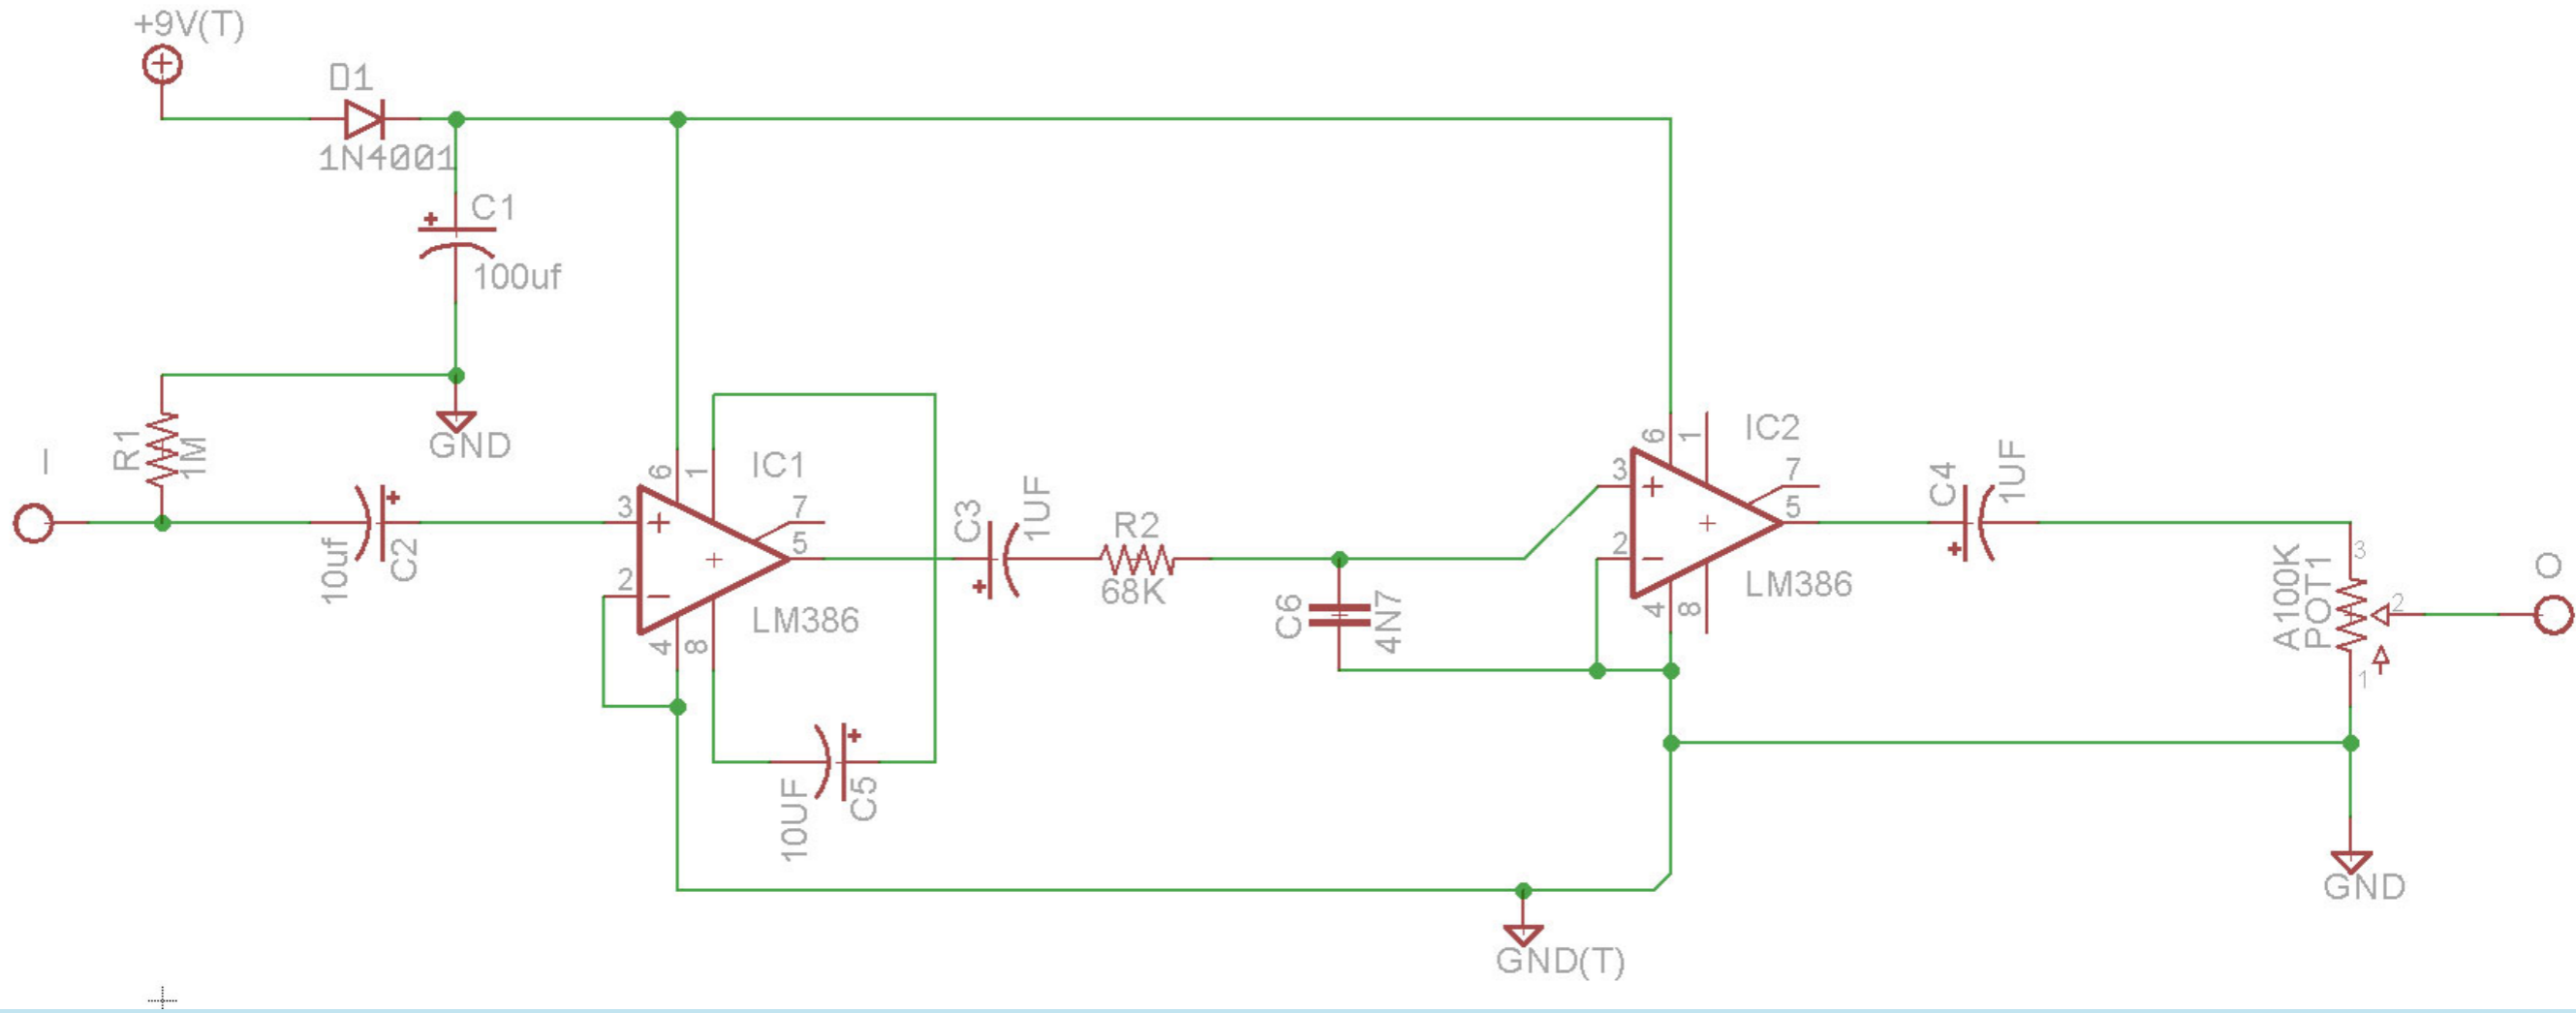 +9V(T)
D1
1N4001
C1
100uf
GND
R1
1M
I
10uf
C2
6
1
IC1
3
7
5
2
4
8
LM386
10UF
C5
C3
1UF
R2
68K
C6
4N7
6
1
IC2
3
7
5
2
4
8
LM386
C4
1UF
A100K
POT1
3
2
1
O
GND
GND(T)